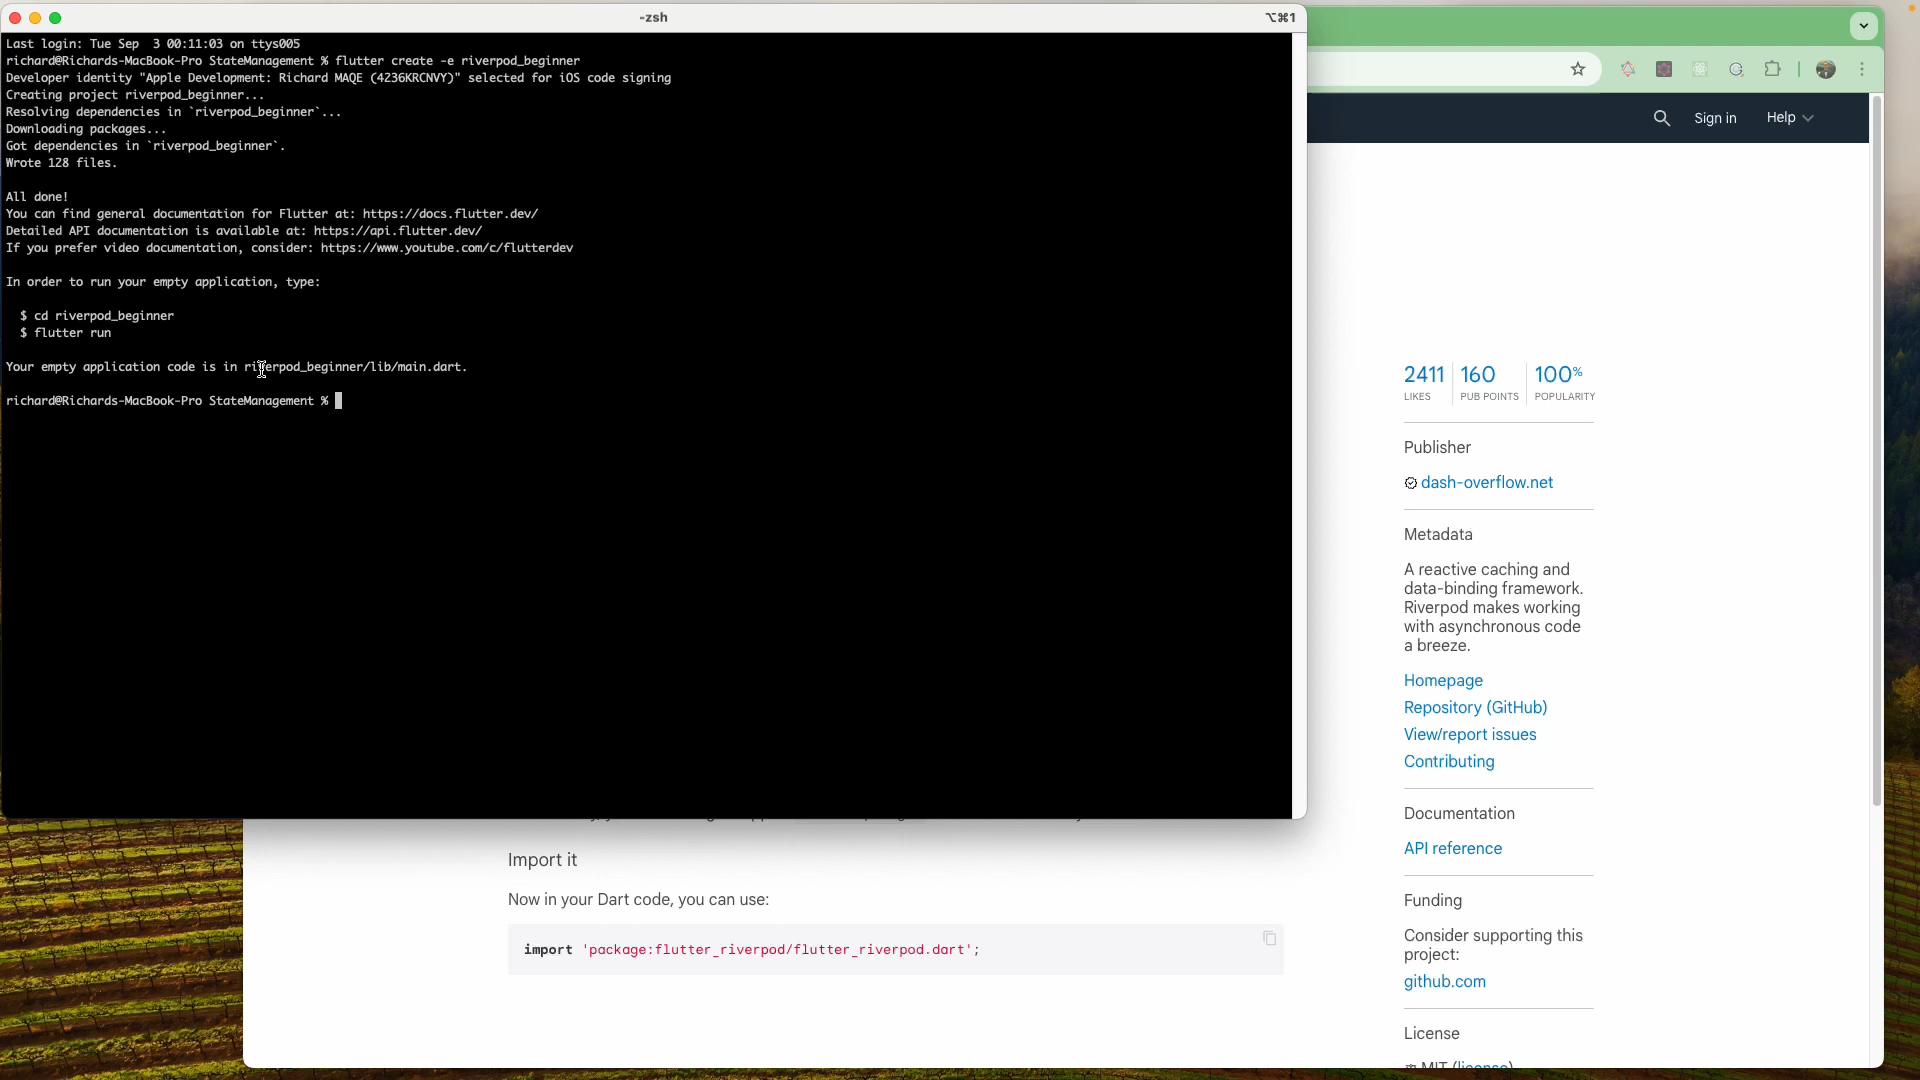 -zsh
⌥⌘1
Last login: Tue Sep  3 00:11:03 on ttys005
richard@Richards-MacBook-Pro StateManagement % flutter create -e riverpod_beginner
Developer identity "Apple Development: Richard MAQE (4236KRCNVY)" selected for iOS code signing
Creating project riverpod_beginner...
Resolving dependencies in `riverpod_beginner`...
Downloading packages...
Got dependencies in `riverpod_beginner`.
Wrote 128 files.
All done!
You can find general documentation for Flutter at: https://docs.flutter.dev/
Detailed API documentation is available at: https://api.flutter.dev/
If you prefer video documentation, consider: https://www.youtube.com/c/flutterdev
In order to run your empty application, type:
$ cd riverpod_beginner
$ flutter run
Your empty application code is in riverpod_beginner/lib/main.dart.
richard@Richards-MacBook-Pro StateManagement %
Import it
Now in your Dart code, you can use:
import 'package:flutter_riverpod/flutter_riverpod.dart';
Sign in
Help
2411 160 100%
LIKES PUB POINTS POPULARITY
Publisher
dash-overflow.net
Metadata
A reactive caching and
data-binding framework.
Riverpod makes working
with asynchronous code
a breeze.
Homepage
Repository (GitHub)
View/report issues
Contributing
Documentation
API reference
Funding
Consider supporting this
project:
github.com
License
MIT (license)